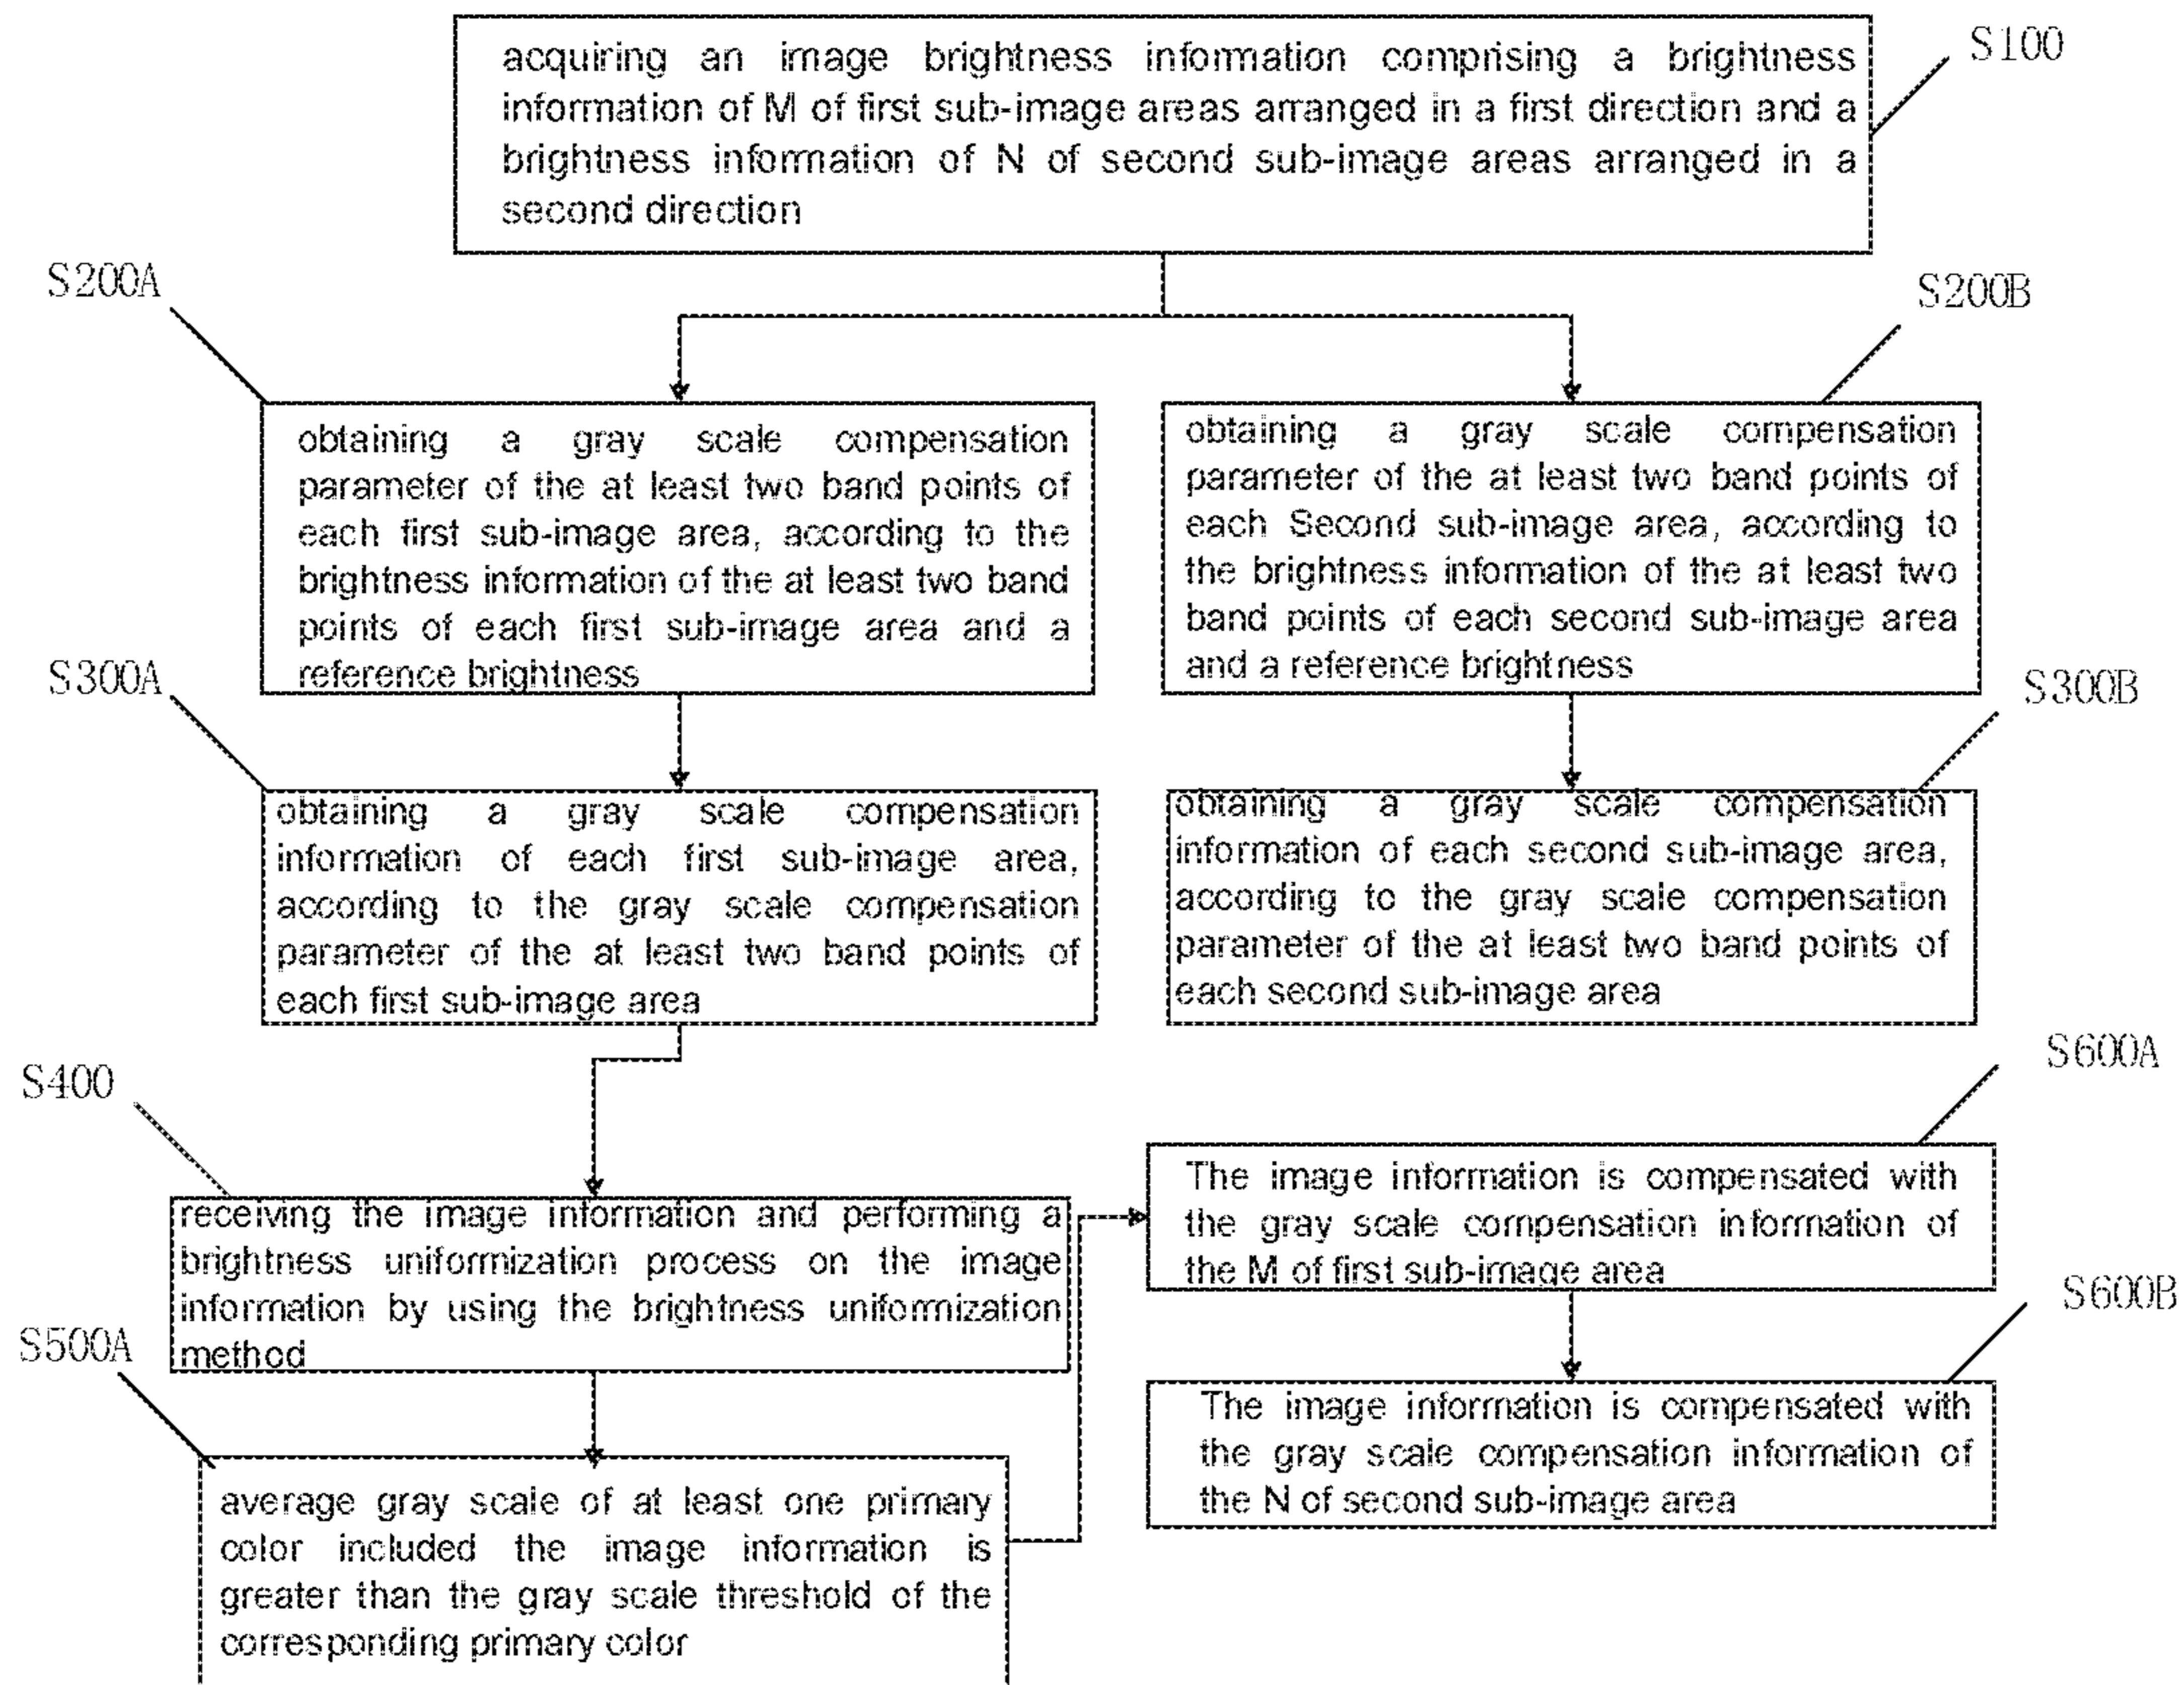 acquiring an image brightness information comprising a brightness
information of M of first sub-image areas arranged in a first direction and a
brightness information of N of second sub-image areas arranged in a
second direction
S100
S200A
S200B
obtaining a gray scale compensation
parameter of the at least two band points of
each first sub-image area, according to the
brightness information of the at least two band
points of each first sub-image area and a
reference brightness
obtaining a gray scale compensation
parameter of the at least two band points of
each Second sub-image area, according to
the brightness information of the at least two
band points of each second sub-image area
and a reference brightness
S300A
S300B
obtaining a gray scale compensation
information of each first sub-image area,
according to the gray scale compensation
parameter of the at least two band points of
each first sub-image area
obtaining a gray scale compensation
information of each second sub-image area,
according to the gray scale compensation
parameter of the at least two band points of
each second sub-image area
S400
S600A
receiving the image information and performing a
brightness uniformization process on the image
information by using the brightness uniformization
method
The image information is compensated with
the gray scale compensation information of
the M of first sub-image area
S500A
S600B
average gray scale of at least one primary
color included the image information is
greater than the gray scale threshold of the
corresponding primary color
The image information is compensated with
the gray scale compensation information of
the N of second sub-image area